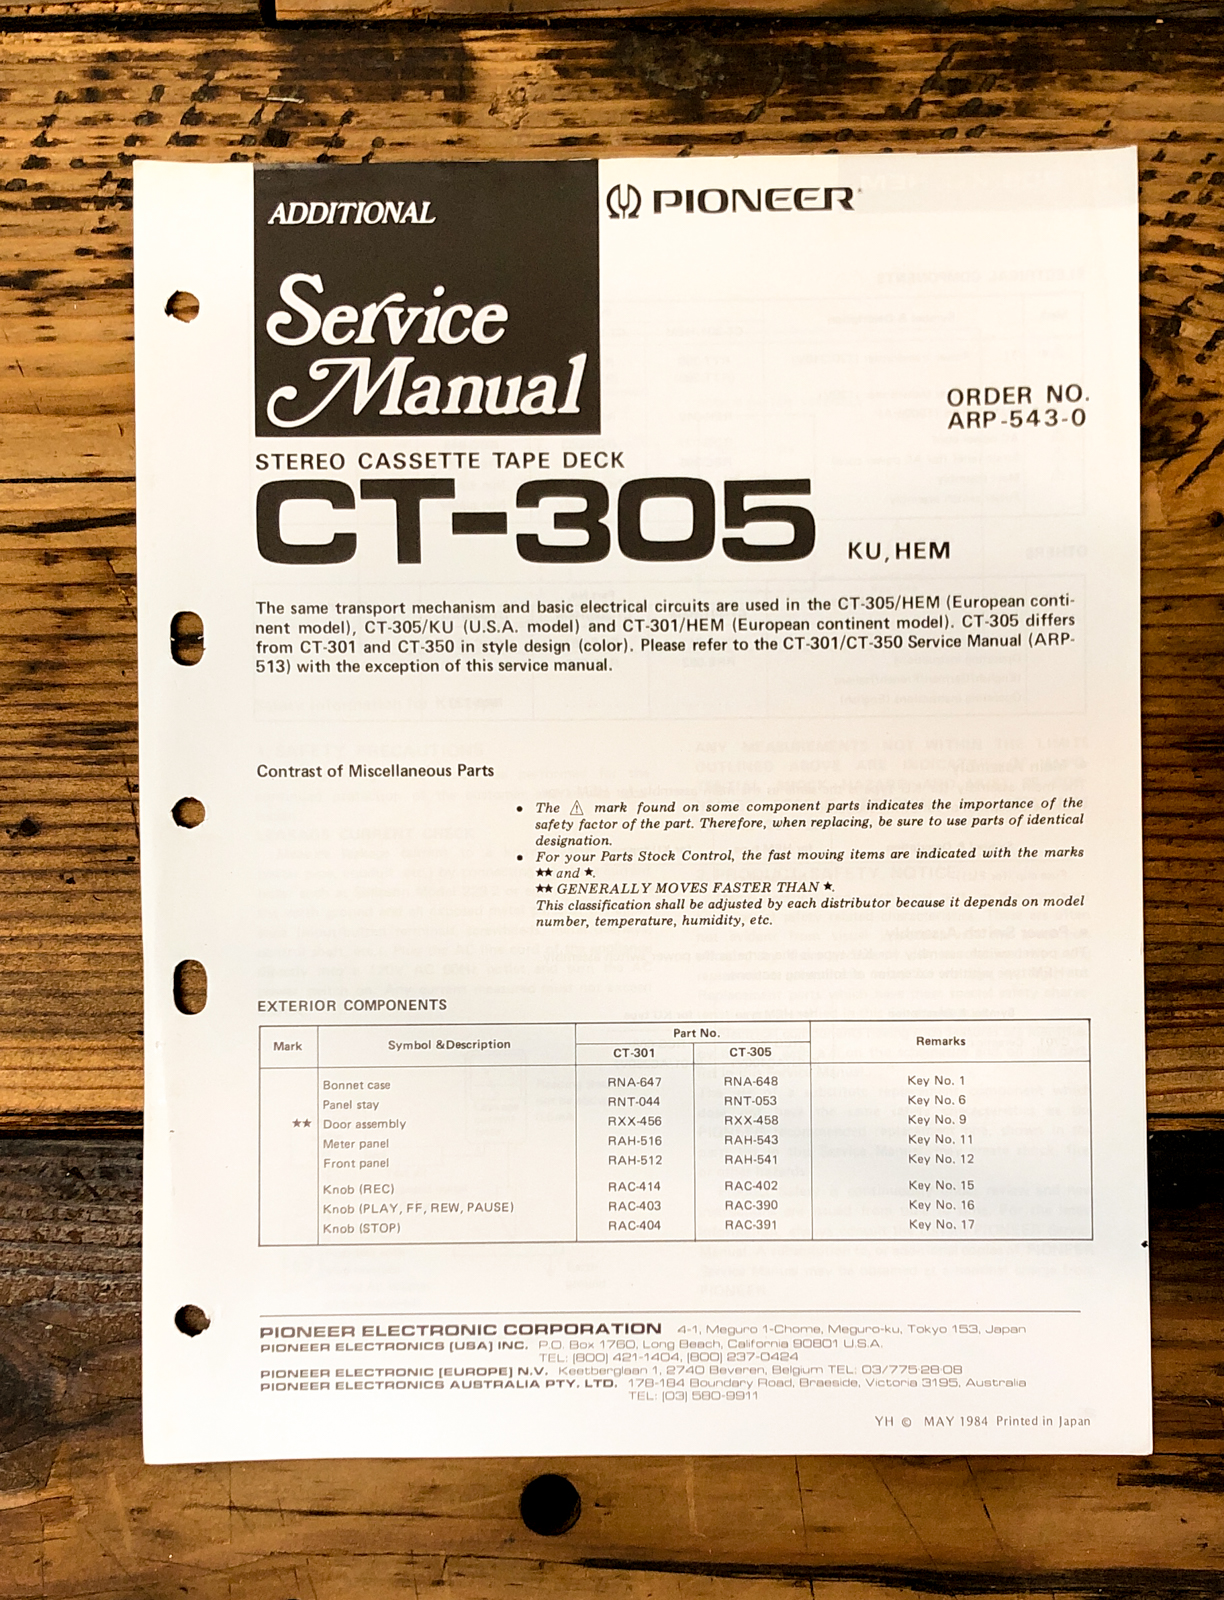 ADDITIONAL
Service
Manual
PIONEER
ORDER NO.
ARP-543-0
STEREO CASSETTE TAPE DECK
CT-305 KU, HEM
The same transport mechanism and basic electrical circuits are used in the CT-305/HEM (European conti-
nent model), CT-305/KU (U.S.A. model) and CT-301/HEM (European continent model). CT-305 differs
from CT-301 and CT-350 in style design (color). Please refer to the CT-301/CT-350 Service Manual (ARP-
513) with the exception of this service manual.
Contrast of Miscellaneous Parts
• The ⚠ mark found on some component parts indicates the importance of the
safety factor of the part. Therefore, when replacing, be sure to use parts of identical
designation.
• For your Parts Stock Control, the fast moving items are indicated with the marks
★★ and ★.
★★ GENERALLY MOVES FASTER THAN ★.
This classification shall be adjusted by each distributor because it depends on model
number, temperature, humidity, etc.
EXTERIOR COMPONENTS
Mark Symbol & Description Part No. Remarks
CT-301 CT-305
Bonnet case RNA-647 RNA-648 Key No. 1
Panel stay RNT-044 RNT-053 Key No. 6
★★ Door assembly RXX-456 RXX-458 Key No. 9
Meter panel RAH-516 RAH-543 Key No. 11
Front panel RAH-512 RAH-541 Key No. 12
Knob (REC) RAC-414 RAC-402 Key No. 15
Knob (PLAY, FF, REW, PAUSE) RAC-403 RAC-390 Key No. 16
Knob (STOP) RAC-404 RAC-391 Key No. 17
PIONEER ELECTRONIC CORPORATION 4-1, Meguro 1-Chome, Meguro-ku, Tokyo 153, Japan
PIONEER ELECTRONICS [USA] INC. P.O. Box 1760, Long Beach, California 90801 U.S.A.
TEL: [800] 421-1404, [800] 237-0424
PIONEER ELECTRONIC [EUROPE] N.V. Keetberglaan 1, 2740 Beveren, Belgium TEL: 03/775·28·08
PIONEER ELECTRONICS AUSTRALIA PTY. LTD. 178-184 Boundary Road, Braeside, Victoria 3195, Australia
TEL: [03] 580-9911
YH © MAY 1984 Printed in Japan